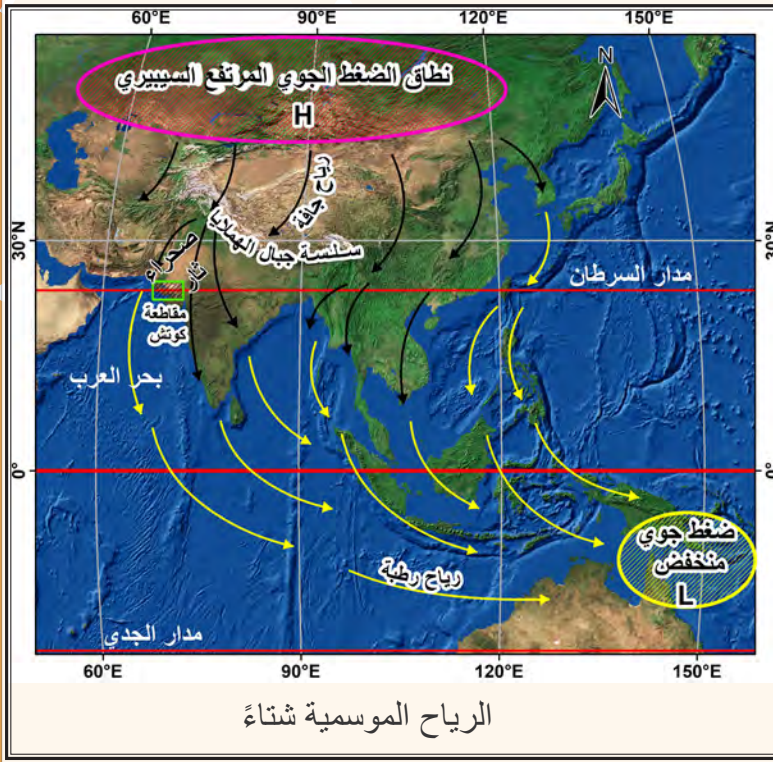 60°E 90°E 120°E 150°E
N
نطاق الضغط الجوي المرتفع السيبيري
H
رياح جافة
سلسة جبال الهملايا
30°N
30°N
صحراء
ثار
مدار السرطان
مقاطعة
كوتش
بحر العرب
0°
0°
ضغط جوي
منخفض
L
رياح رطبة
مدار الجدي
60°E 90°E 120°E 150°E
الرياح الموسمية شتاءً